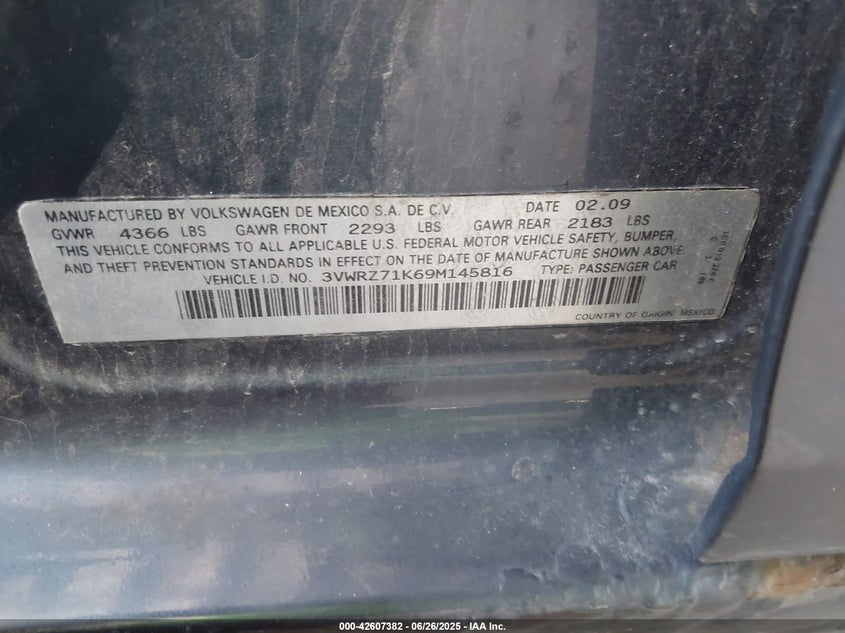 MANUFACTURED BY VOLKSWAGEN DE MEXICO S.A. DE C.V. DATE 02.09
GVWR 4366 LBS GAWR FRONT 2293 LBS GAWR REAR 2183 LBS
THIS VEHICLE CONFORMS TO ALL APPLICABLE U.S. FEDERAL MOTOR VEHICLE SAFETY, BUMPER,
AND THEFT PREVENTION STANDARDS IN EFFECT ON THE DATE OF MANUFACTURE SHOWN ABOVE.
VEHICLE I.D. NO. 3VWRZ71K69M145816 TYPE: PASSENGER CAR
COUNTRY OF ORIGIN: MEXICO
000-42607382 - 06/26/2025 - IAA Inc.